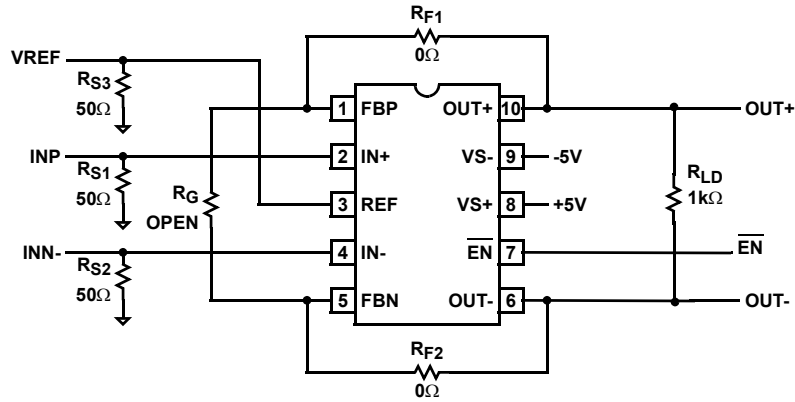 RF1
0Ω
VREF
RS3
50Ω
1 FBP OUT+ 10 OUT+
INP 2 IN+ VS- 9 -5V
RS1
50Ω
RG
OPEN
RLD
1kΩ
3 REF VS+ 8 +5V
INN- 4 IN- EN 7 EN
RS2
50Ω
5 FBN OUT- 6 OUT-
RF2
0Ω